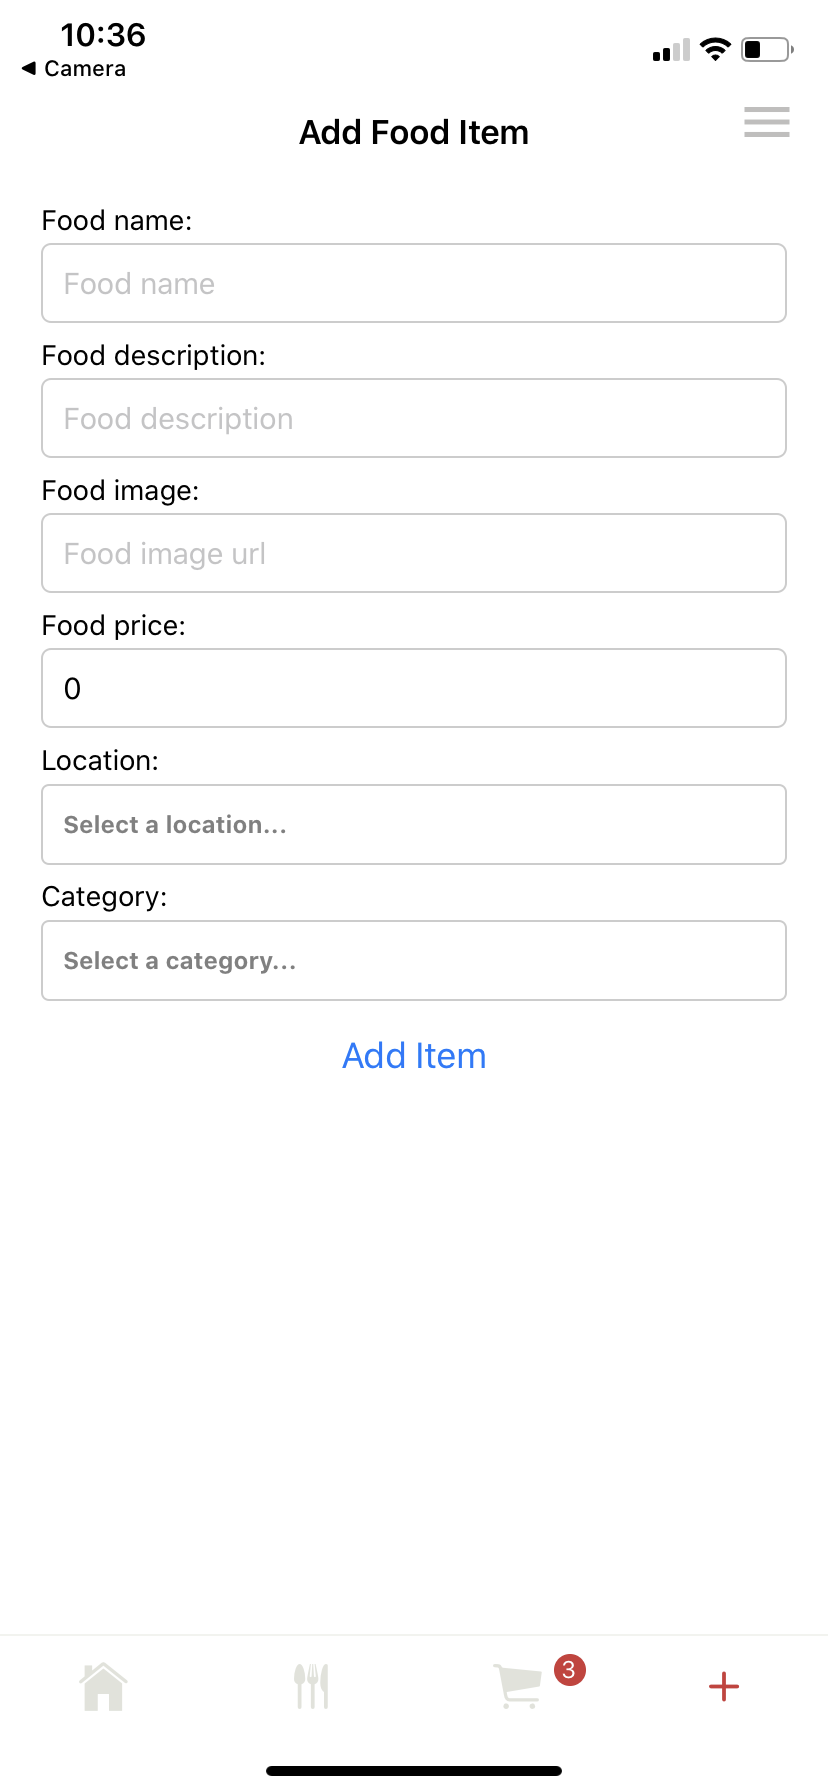 10:36
◀ Camera
Add Food Item
Food name:
Food name
Food description:
Food description
Food image:
Food image url
Food price:
0
Location:
Select a location...
Category:
Select a category...
Add Item
3